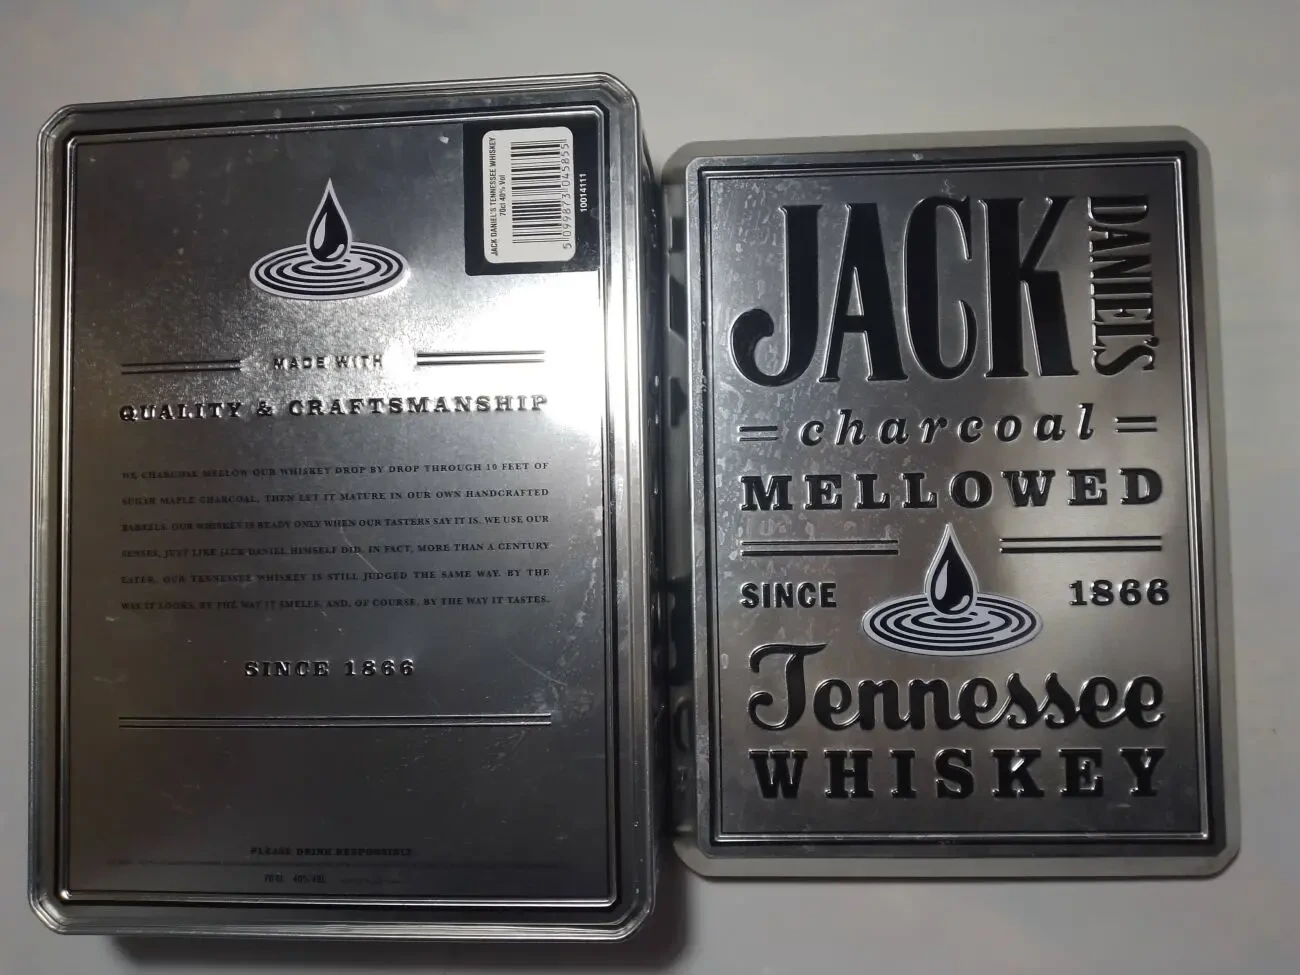 JACK DANIEL'S TENNESSEE WHISKEY
70cl 40% Vol
5 099873 045855
10014111
MADE WITH
QUALITY & CRAFTSMANSHIP
WE CHARCOAL MELLOW OUR WHISKEY DROP BY DROP THROUGH 10 FEET OF
SUGAR MAPLE CHARCOAL, THEN LET IT MATURE IN OUR OWN HANDCRAFTED
BARRELS. OUR WHISKEY IS READY ONLY WHEN OUR TASTERS SAY IT IS. WE USE OUR
SENSES, JUST LIKE JACK DANIEL HIMSELF DID. IN FACT, MORE THAN A CENTURY
LATER, OUR TENNESSEE WHISKEY IS STILL JUDGED THE SAME WAY. BY THE
WAY IT LOOKS. BY THE WAY IT SMELLS. AND, OF COURSE, BY THE WAY IT TASTES.
SINCE 1866
PLEASE DRINK RESPONSIBLY
70 CL 40% VOL
JACK DANIEL'S
charcoal
MELLOWED
SINCE 1866
Tennessee
WHISKEY